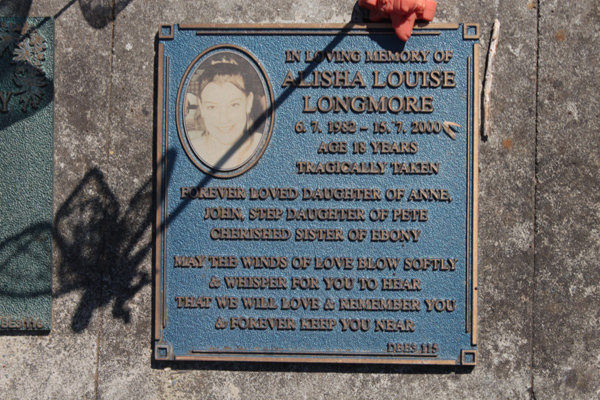 IN LOVING MEMORY OF
ALISHA LOUISE
LONGMORE
6. 7. 1982 – 15. 7. 2000
AGE 18 YEARS
TRAGICALLY TAKEN
FOREVER LOVED DAUGHTER OF ANNE,
JOHN, STEP DAUGHTER OF PETE
CHERISHED SISTER OF EBONY
MAY THE WINDS OF LOVE BLOW SOFTLY
& WHISPER FOR YOU TO HEAR
THAT WE WILL LOVE & REMEMBER YOU
& FOREVER KEEP YOU NEAR
DBE3 115